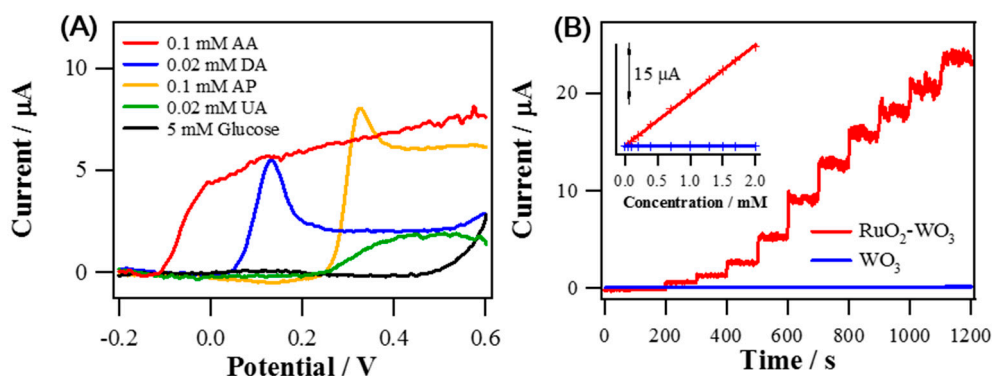 (A)
0.1 mM AA
0.02 mM DA
0.1 mM AP
0.02 mM UA
5 mM Glucose
10
5
0
Current / μA
-0.2 0.0 0.2 0.4 0.6
Potential / V
(B)
15 μA
0.0 0.5 1.0 1.5 2.0
Concentration / mM
RuO₂-WO₃
WO₃
20
10
0
Current / μA
0 200 400 600 800 1000 1200
Time / s